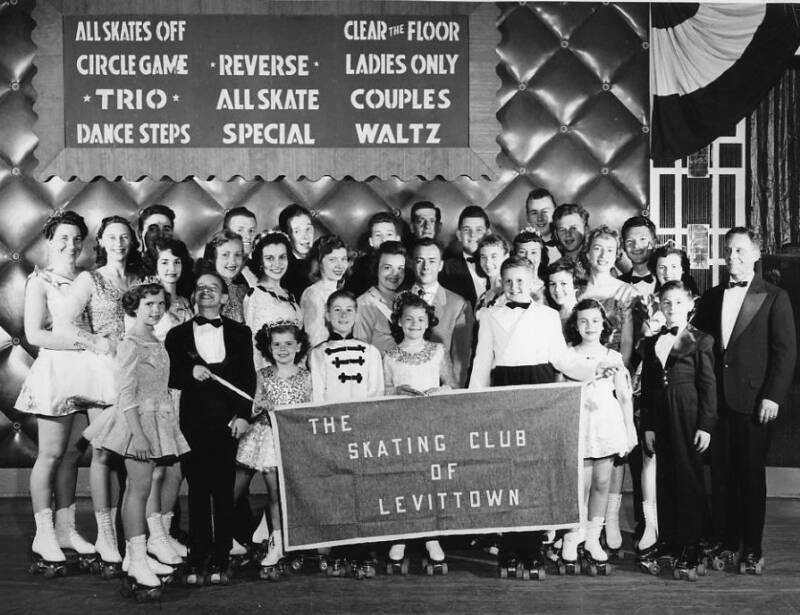 ALL SKATES OFF CLEAR THE FLOOR
CIRCLE GAME * REVERSE * LADIES ONLY
* TRIO * ALL SKATE COUPLES
DANCE STEPS SPECIAL WALTZ
THE
SKATING CLUB
OF
LEVITTOWN